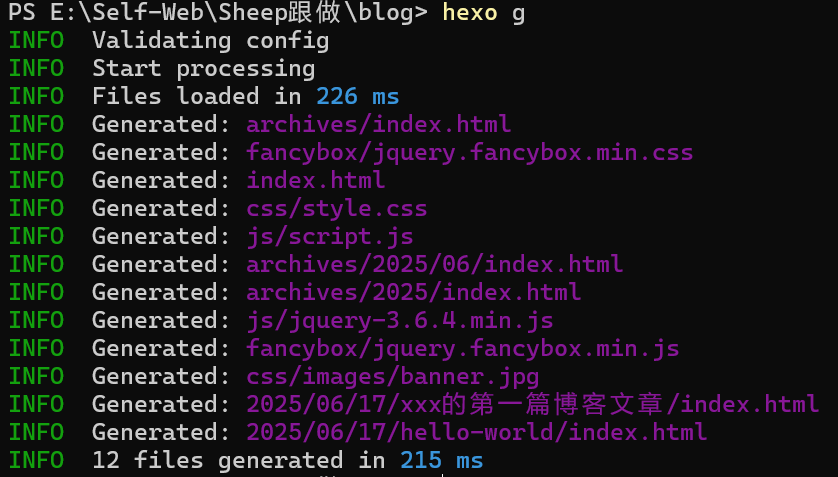 PS E:\Self-Web\Sheep跟做\blog> hexo g
INFO  Validating config
INFO  Start processing
INFO  Files loaded in 226 ms
INFO  Generated: archives/index.html
INFO  Generated: fancybox/jquery.fancybox.min.css
INFO  Generated: index.html
INFO  Generated: css/style.css
INFO  Generated: js/script.js
INFO  Generated: archives/2025/06/index.html
INFO  Generated: archives/2025/index.html
INFO  Generated: js/jquery-3.6.4.min.js
INFO  Generated: fancybox/jquery.fancybox.min.js
INFO  Generated: css/images/banner.jpg
INFO  Generated: 2025/06/17/xxx的第一篇博客文章/index.html
INFO  Generated: 2025/06/17/hello-world/index.html
INFO  12 files generated in 215 ms